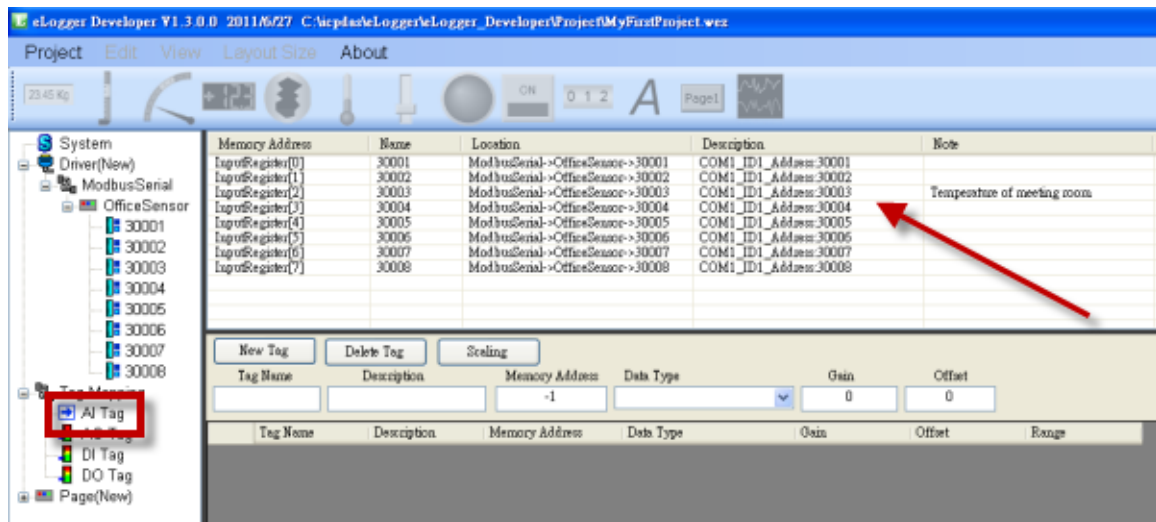 eLogger Developer V1.3.0.0 2011/6/27 C:\icpdas\eLogger\eLogger_Developer\Project\MyFirstProject.wez
Project Edit View Layout Size About
23.45 Kg +12.3 ON 0 1 2 A Page1
System
Driver(New)
ModbusSerial
OfficeSensor
30001
30002
30003
30004
30005
30006
30007
30008
Tag Mapping
AI Tag
AO Tag
DI Tag
DO Tag
Page(New)
Memory Address Name Location Description Note
InputRegister[0] 30001 ModbusSerial->OfficeSensor->30001 COM1_ID1_Address:30001
InputRegister[1] 30002 ModbusSerial->OfficeSensor->30002 COM1_ID1_Address:30002
InputRegister[2] 30003 ModbusSerial->OfficeSensor->30003 COM1_ID1_Address:30003 Temperature of meeting room
InputRegister[3] 30004 ModbusSerial->OfficeSensor->30004 COM1_ID1_Address:30004
InputRegister[4] 30005 ModbusSerial->OfficeSensor->30005 COM1_ID1_Address:30005
InputRegister[5] 30006 ModbusSerial->OfficeSensor->30006 COM1_ID1_Address:30006
InputRegister[6] 30007 ModbusSerial->OfficeSensor->30007 COM1_ID1_Address:30007
InputRegister[7] 30008 ModbusSerial->OfficeSensor->30008 COM1_ID1_Address:30008
New Tag Delete Tag Scaling
Tag Name Description Memory Address Data Type Gain Offset
-1 0 0
Tag Name Description Memory Address Data Type Gain Offset Range